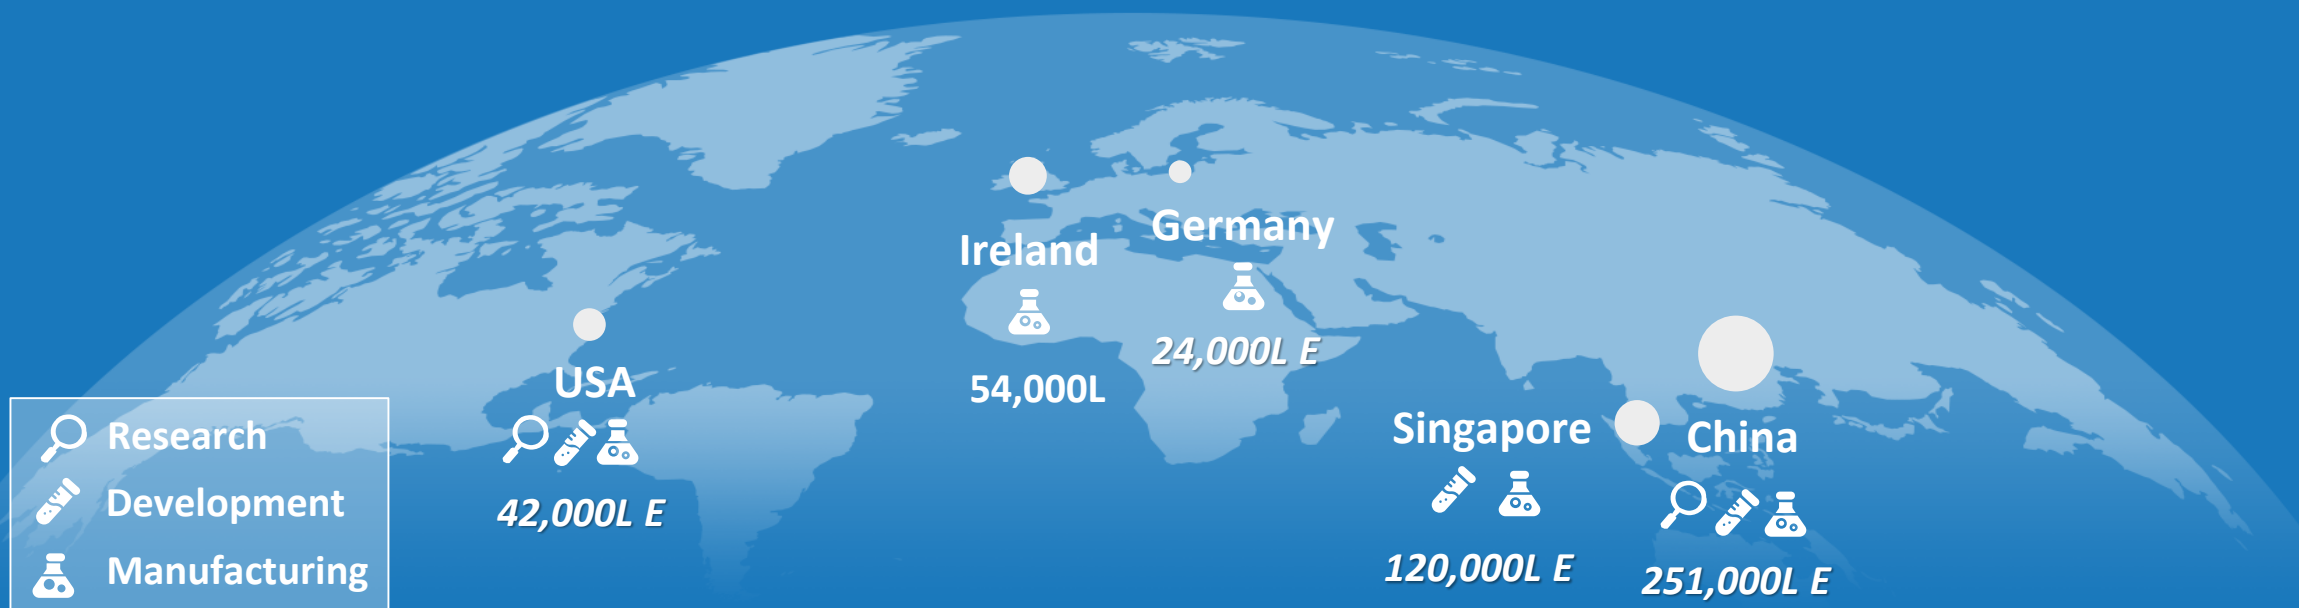 Ireland
54,000L
Germany
24,000L E
USA
42,000L E
Singapore
120,000L E
China
251,000L E
Research
Development
Manufacturing